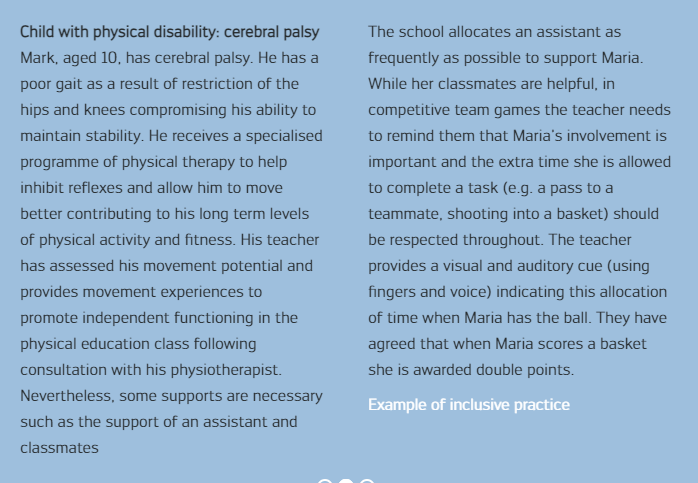 Child with physical disability: cerebral palsy
Mark, aged 10, has cerebral palsy. He has a
poor gait as a result of restriction of the
hips and knees compromising his ability to
maintain stability. He receives a specialised
programme of physical therapy to help
inhibit reflexes and allow him to move
better contributing to his long term levels
of physical activity and fitness. His teacher
has assessed his movement potential and
provides movement experiences to
promote independent functioning in the
physical education class following
consultation with his physiotherapist.
Nevertheless, some supports are necessary
such as the support of an assistant and
classmates
The school allocates an assistant as
frequently as possible to support Maria.
While her classmates are helpful, in
competitive team games the teacher needs
to remind them that Maria's involvement is
important and the extra time she is allowed
to complete a task (e.g. a pass to a
teammate, shooting into a basket) should
be respected throughout. The teacher
provides a visual and auditory cue (using
fingers and voice) indicating this allocation
of time when Maria has the ball. They have
agreed that when Maria scores a basket
she is awarded double points.
Example of inclusive practice